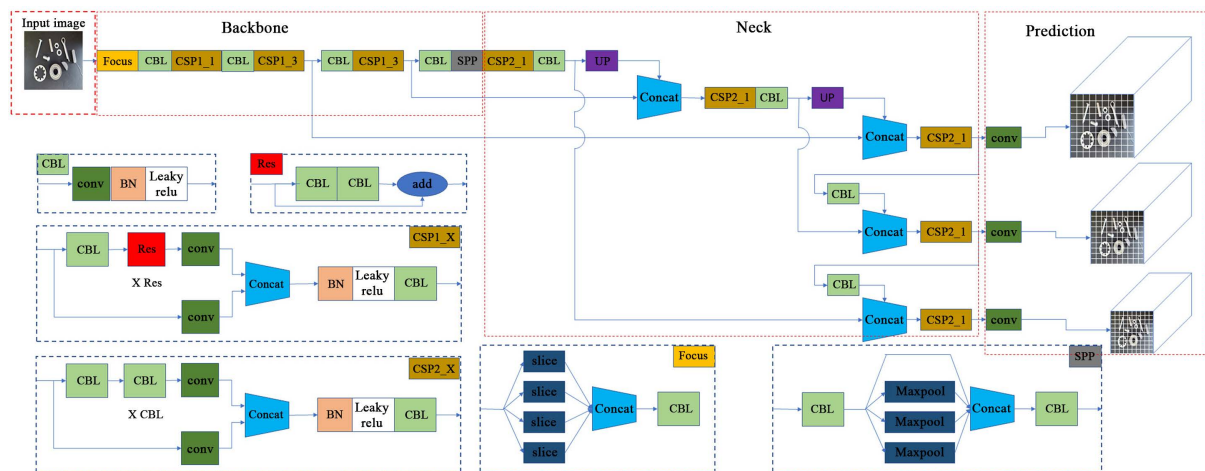 Input image
Backbone
Neck
Prediction
Focus CBL CSP1_1 CBL CSP1_3 CBL CSP1_3 CBL SPP CSP2_1 CBL UP
Concat CSP2_1 CBL UP
Concat CSP2_1 conv
CBL
Concat CSP2_1 conv
CBL
Concat CSP2_1 conv
CBL
conv BN Leaky
relu
Res
CBL CBL add
CSP1_X
CBL Res conv
X Res
Concat BN Leaky
relu CBL
conv
CSP2_X
CBL CBL conv
X CBL
Concat BN Leaky
relu CBL
conv
Focus
slice
slice
slice
slice
Concat CBL
SPP
CBL
Maxpool
Maxpool
Maxpool
Concat CBL